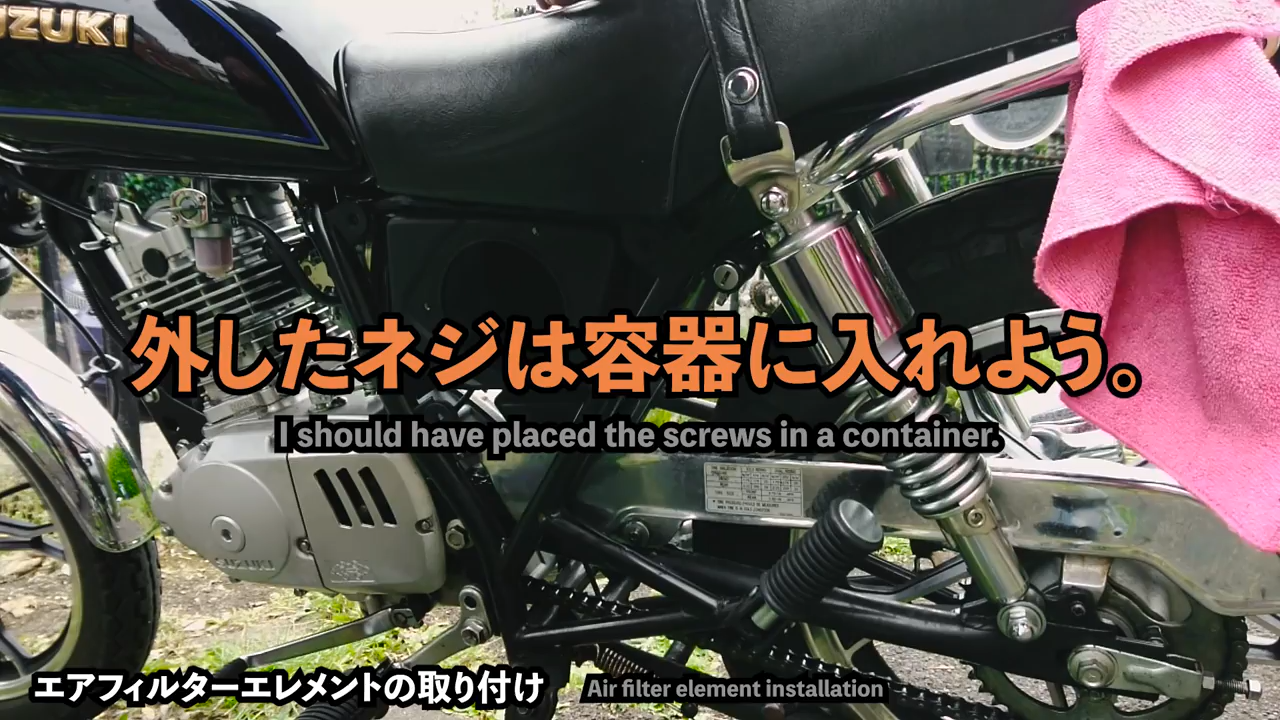 SUZUKI
外したネジは容器に入れよう。
I should have placed the screws in a container.
SUZUKI
エアフィルターエレメントの取り付け
Air filter element installation